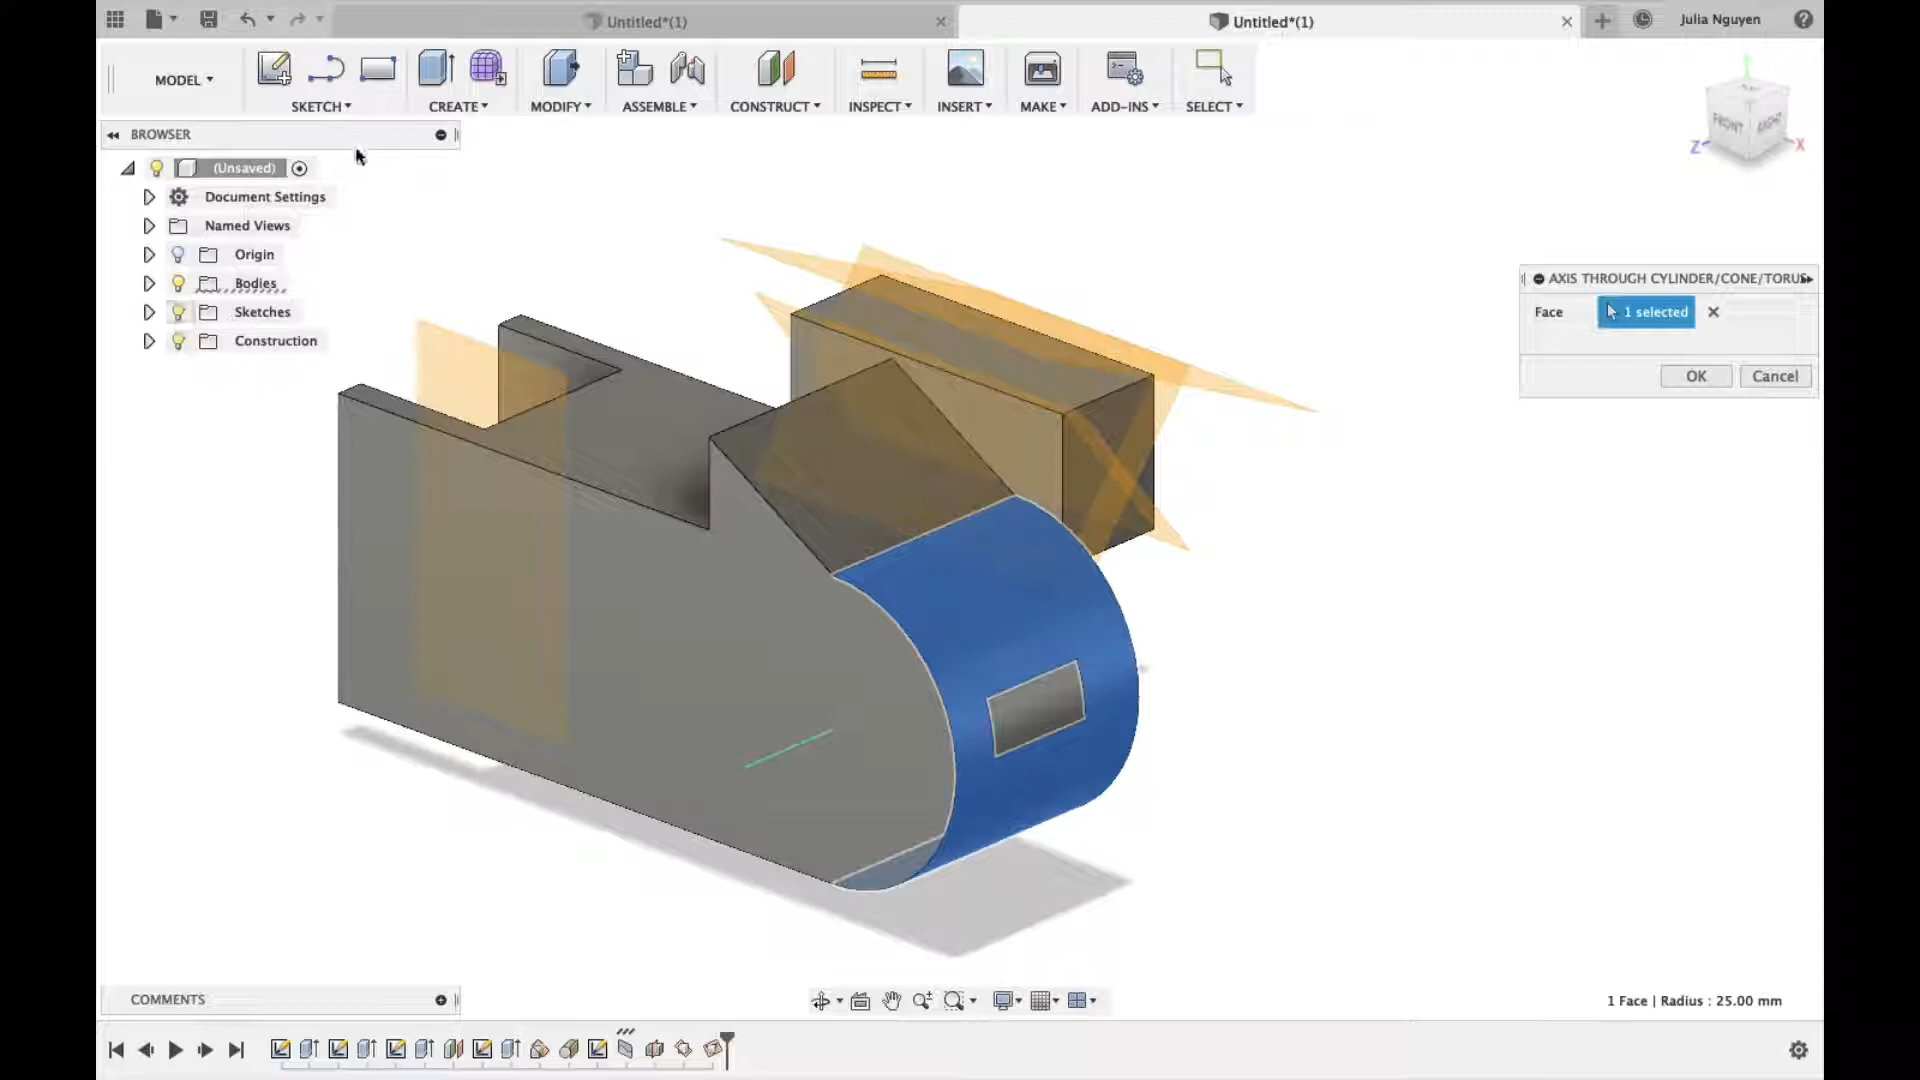 Untitled*(1)
Untitled*(1)
Julia Nguyen
MODEL
SKETCH
CREATE
MODIFY
ASSEMBLE
CONSTRUCT
INSPECT
INSERT
MAKE
ADD-INS
SELECT
BROWSER
(Unsaved)
Document Settings
Named Views
Origin
Bodies
Sketches
Construction
FRONT
RIGHT
Z
X
AXIS THROUGH CYLINDER/CONE/TORUS
Face
1 selected
OK
Cancel
COMMENTS
1 Face | Radius : 25.00 mm